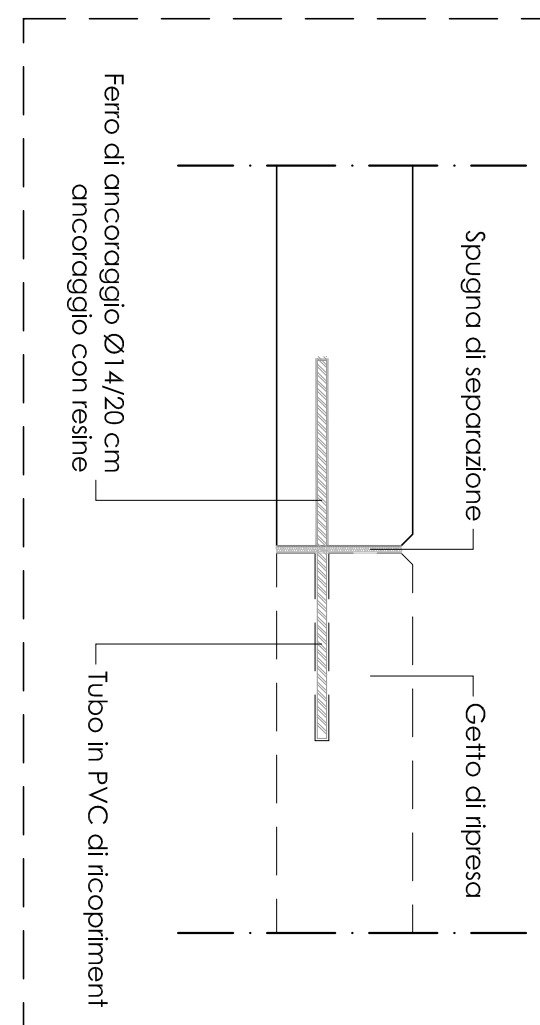 Spugna di separazione
Getto di ripresa
Ferro di ancoraggio Ø14/20 cm
ancoraggio con resine
Tubo in PVC di ricopriment